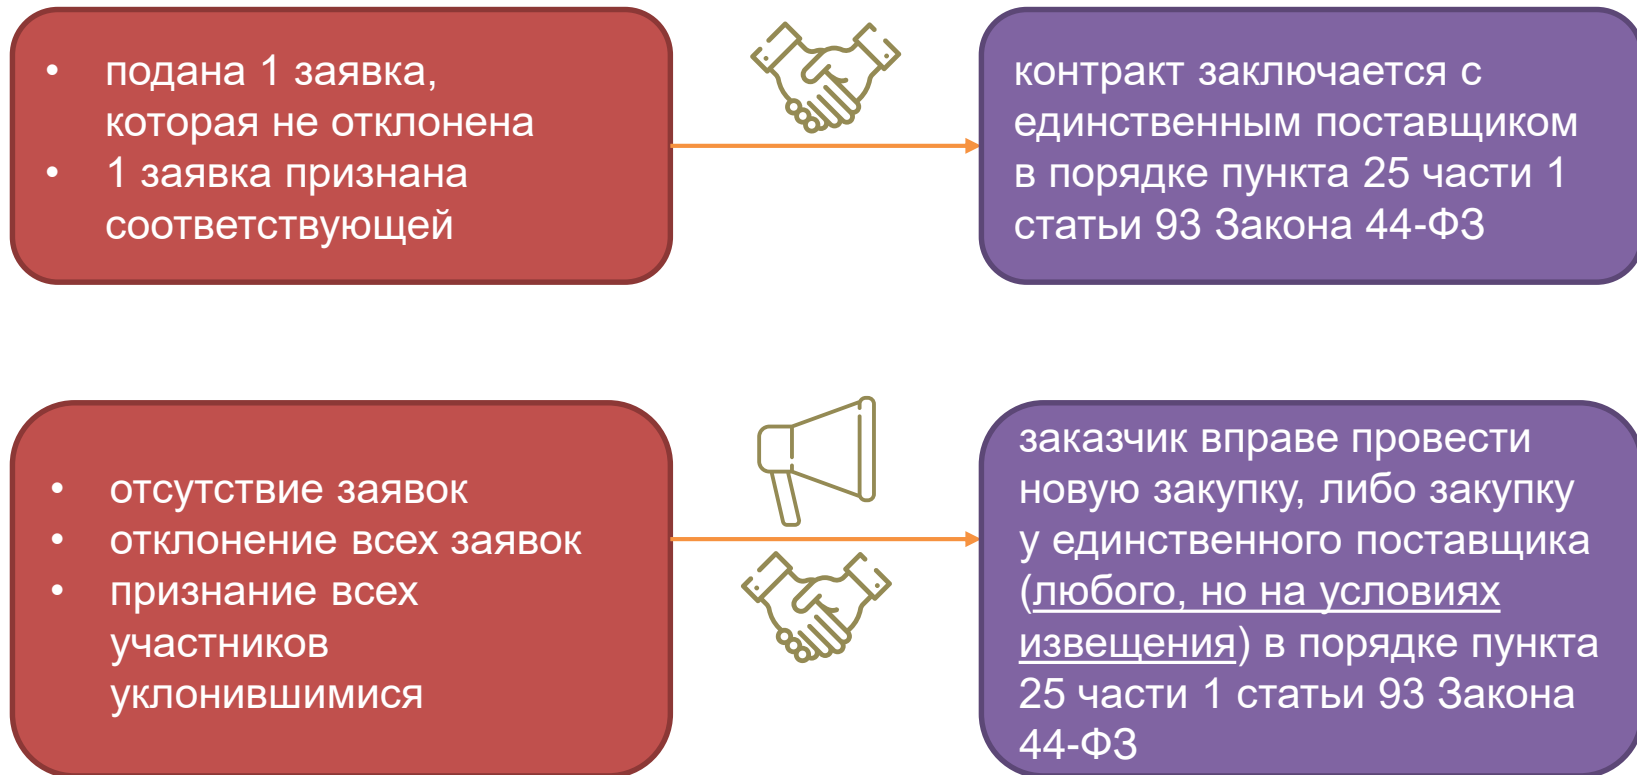 • подана 1 заявка,
которая не отклонена
• 1 заявка признана
соответствующей
контракт заключается с
единственным поставщиком
в порядке пункта 25 части 1
статьи 93 Закона 44-ФЗ
• отсутствие заявок
• отклонение всех заявок
• признание всех
участников
уклонившимися
заказчик вправе провести
новую закупку, либо закупку
у единственного поставщика
(любого, но на условиях
извещения) в порядке пункта
25 части 1 статьи 93 Закона
44-ФЗ